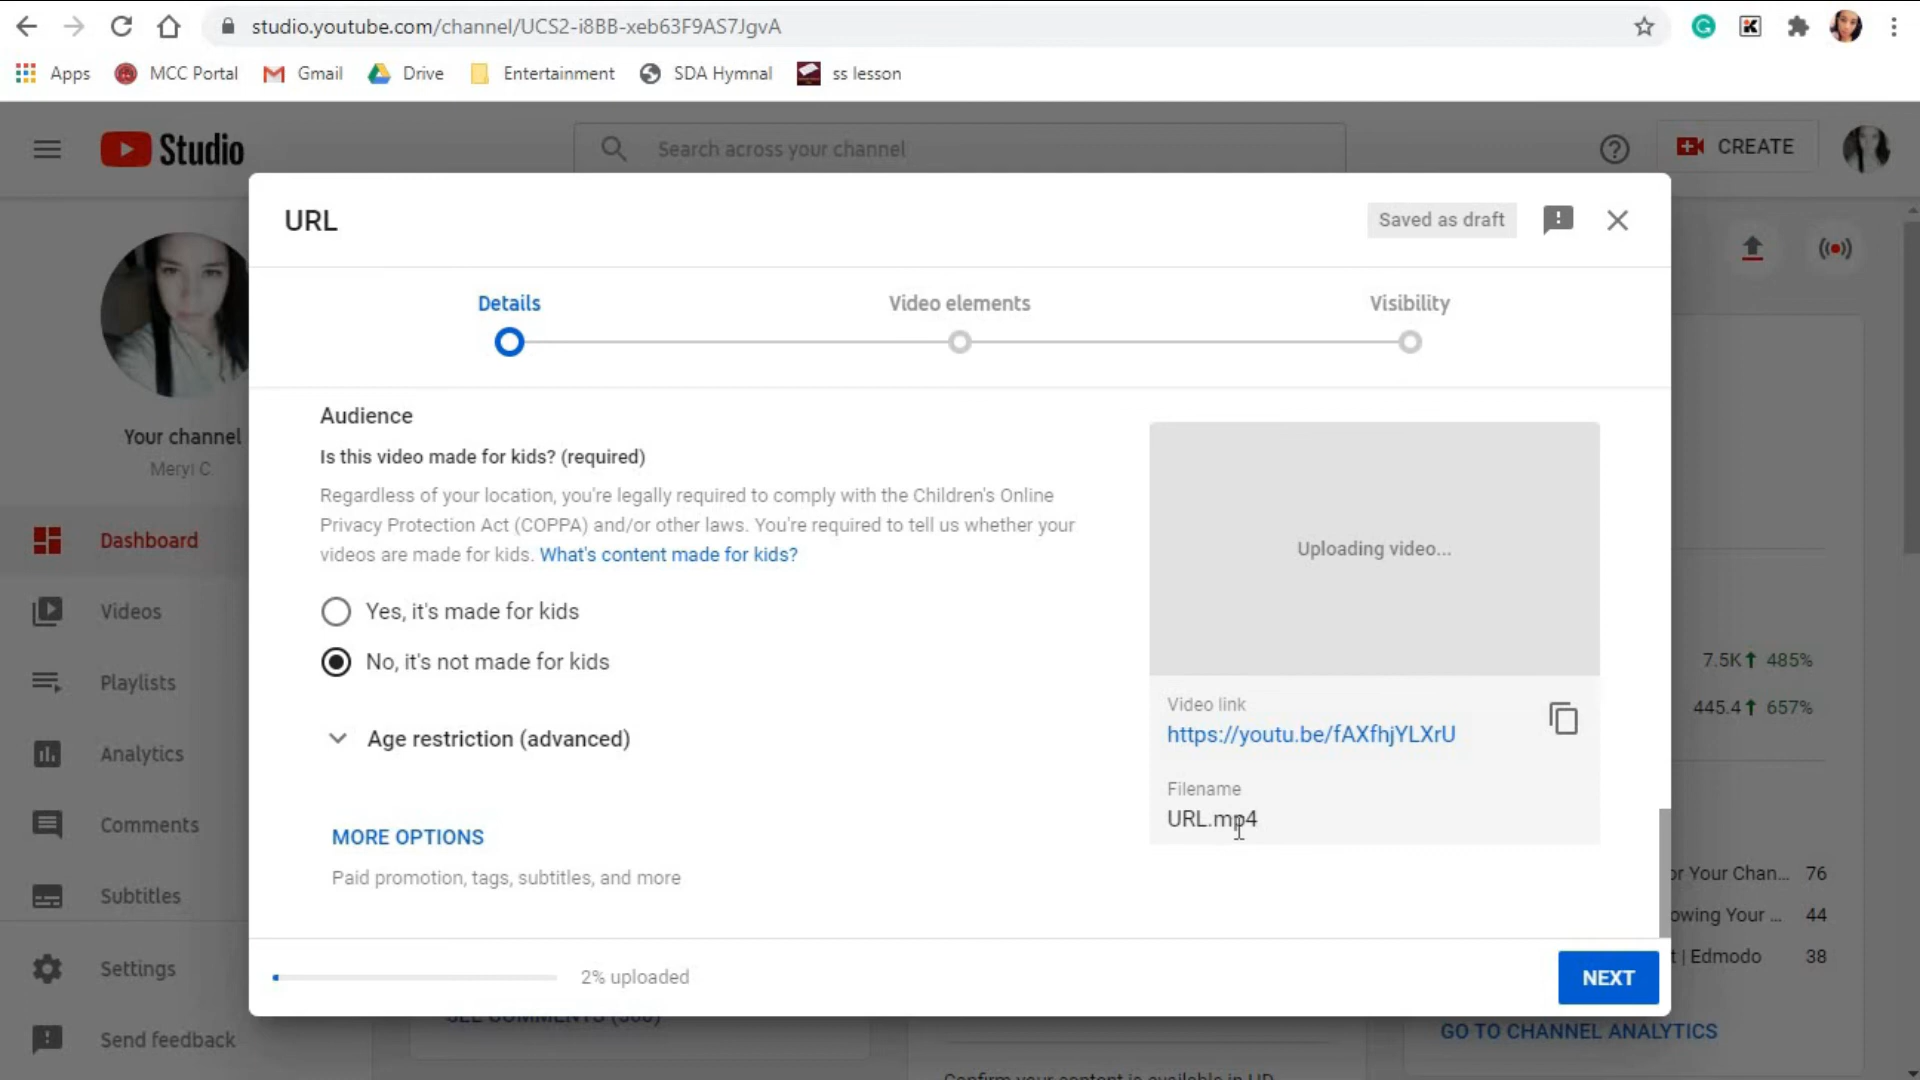 studio.youtube.com/channel/UCS2-i8BB-xeb63F9AS7JgvA
Apps MCC Portal Gmail Drive Entertainment SDA Hymnal ss lesson
Studio
Search across your channel
CREATE
URL
Saved as draft
Details
Video elements
Visibility
Your channel
Meryi C.
Dashboard
Videos
Playlists
Analytics
Comments
Subtitles
Settings
Send feedback
Audience
Is this video made for kids? (required)
Regardless of your location, you're legally required to comply with the Children's Online
Privacy Protection Act (COPPA) and/or other laws. You're required to tell us whether your
videos are made for kids. What's content made for kids?
Yes, it's made for kids
No, it's not made for kids
Age restriction (advanced)
MORE OPTIONS
Paid promotion, tags, subtitles, and more
Uploading video...
Video link
https://youtu.be/fAXfhjYLXrU
Filename
URL.mp4
2% uploaded
NEXT
7.5K 485%
445.4 657%
or Your Chan... 76
owing Your ... 44
t | Edmodo 38
GO TO CHANNEL ANALYTICS